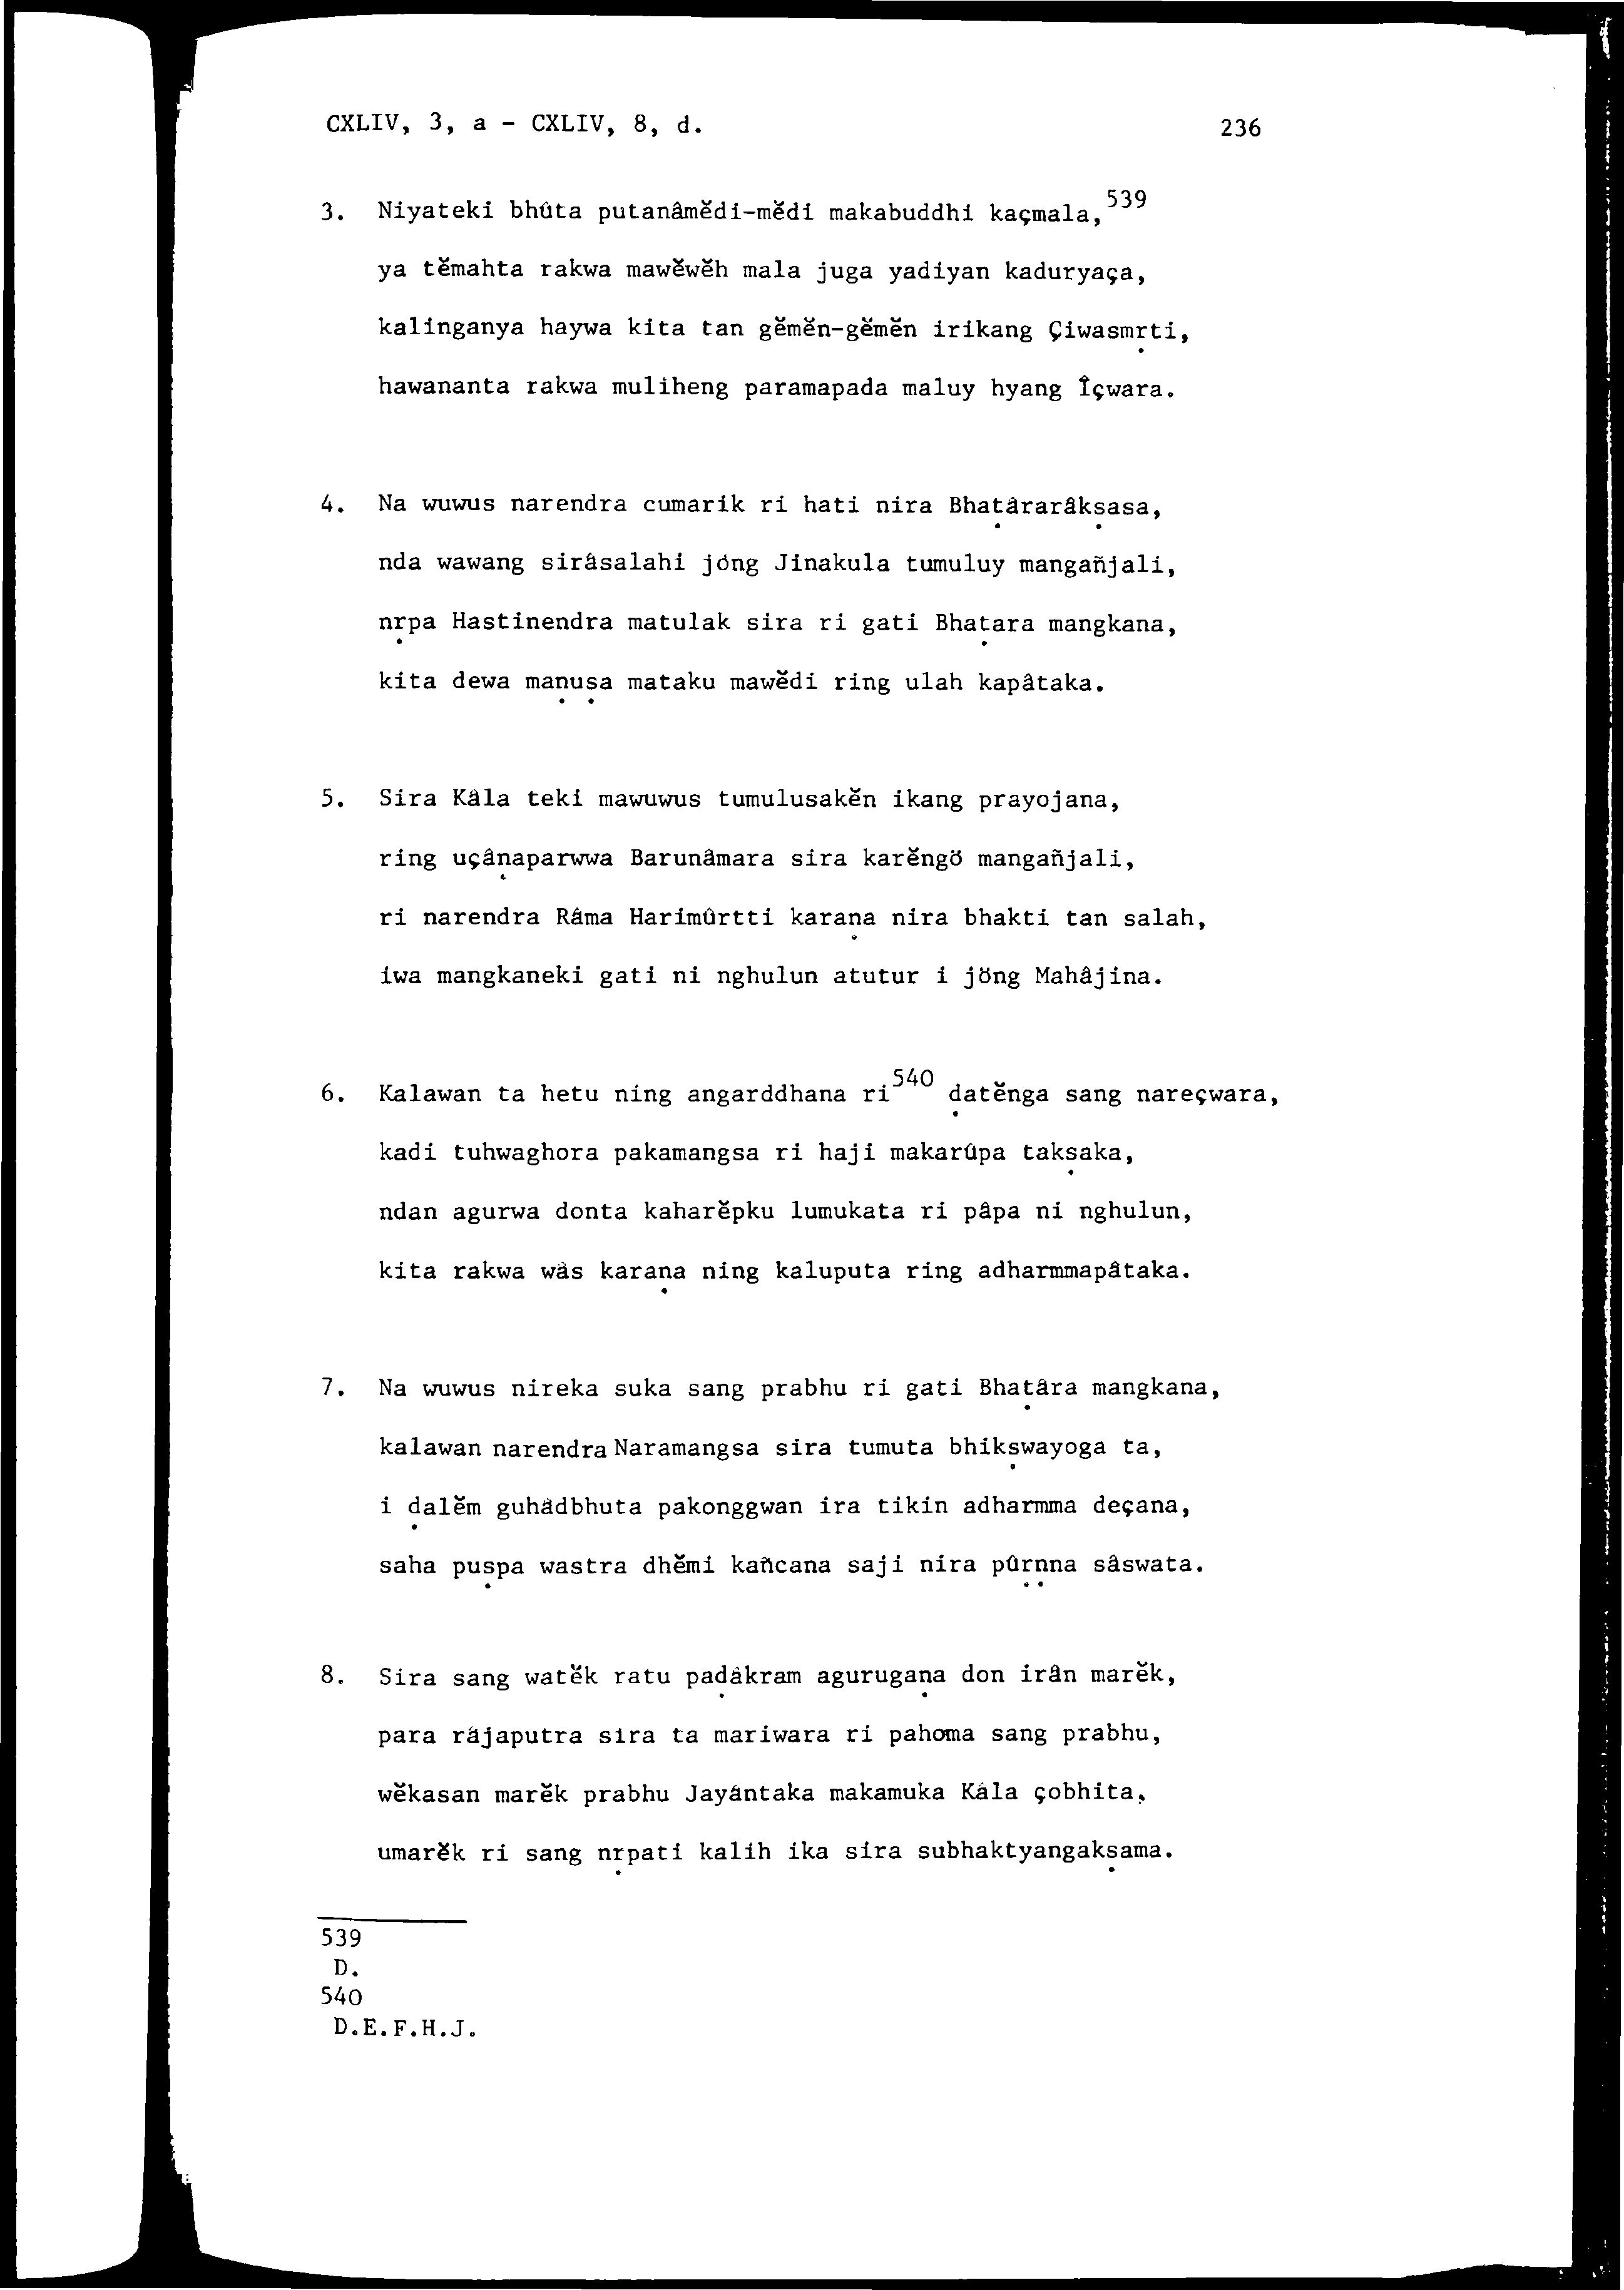 CXLIV, 3, a - CXLIV, 8, d. 236
3. Niyateki bhûta putanâmĕdi-mĕdi makabuddhi kaçmala,539
ya tĕmahta rakwa mawĕwĕh mala juga yadiyan kaduryaça,
kalinganya haywa kita tan gĕmĕn-gĕmĕn irikang Çiwasmṛti,
hawananta rakwa muliheng paramapada maluy hyang Îçwara.
4. Na wuwus narendra cumarik ri hati nira Bhaṭârarâkṣasa,
nda wawang sirâsalahi jöng Jinakula tumuluy mangañjali,
nṛpa Hastinendra matulak sira ri gati Bhaṭara mangkana,
kita dewa maṇuṣa mataku mawĕdi ring ulah kapâtaka.
5. Sira Kâla teki mawuwus tumulusakĕn ikang prayojana,
ring uçâṇaparwwa Barunâmara sira karĕngö mangañjali,
ri narendra Râma Harimûrtti karaṇa nira bhakti tan salah,
iwa mangkaneki gati ni nghulun atutur i jöng Mahâjina.
6. Kalawan ta hetu ning angarddhana ri540 ḍatĕnga sang nareçwara,
kadi tuhwaghora pakamangsa ri haji makarûpa takṣaka,
ndan agurwa donta kaharĕpku lumukata ri pâpa ni nghulun,
kita rakwa wâs karaṇa ning kaluputa ring adharmmapâtaka.
7. Na wuwus nireka suka sang prabhu ri gati Bhaṭâra mangkana,
kalawan narendra Naramangsa sira tumuta bhikṣwayoga ta,
i ḍalĕm guhâdbhuta pakonggwan ira tikin adharmma deçana,
saha puṣpa wastra dhĕmi kañcana saji nira pûrṇṇa sâswata.
8. Sira sang watĕk ratu paḍâkram agurugaṇa don irân marĕk,
para râjaputra sira ta mariwara ri pahoma sang prabhu,
wĕkasan marĕk prabhu Jayântaka makamuka Kâla çobhita,
umarĕk ri sang nṛpati kalih ika sira subhaktyangakṣama.
539
D.
540
D.E.F.H.J.